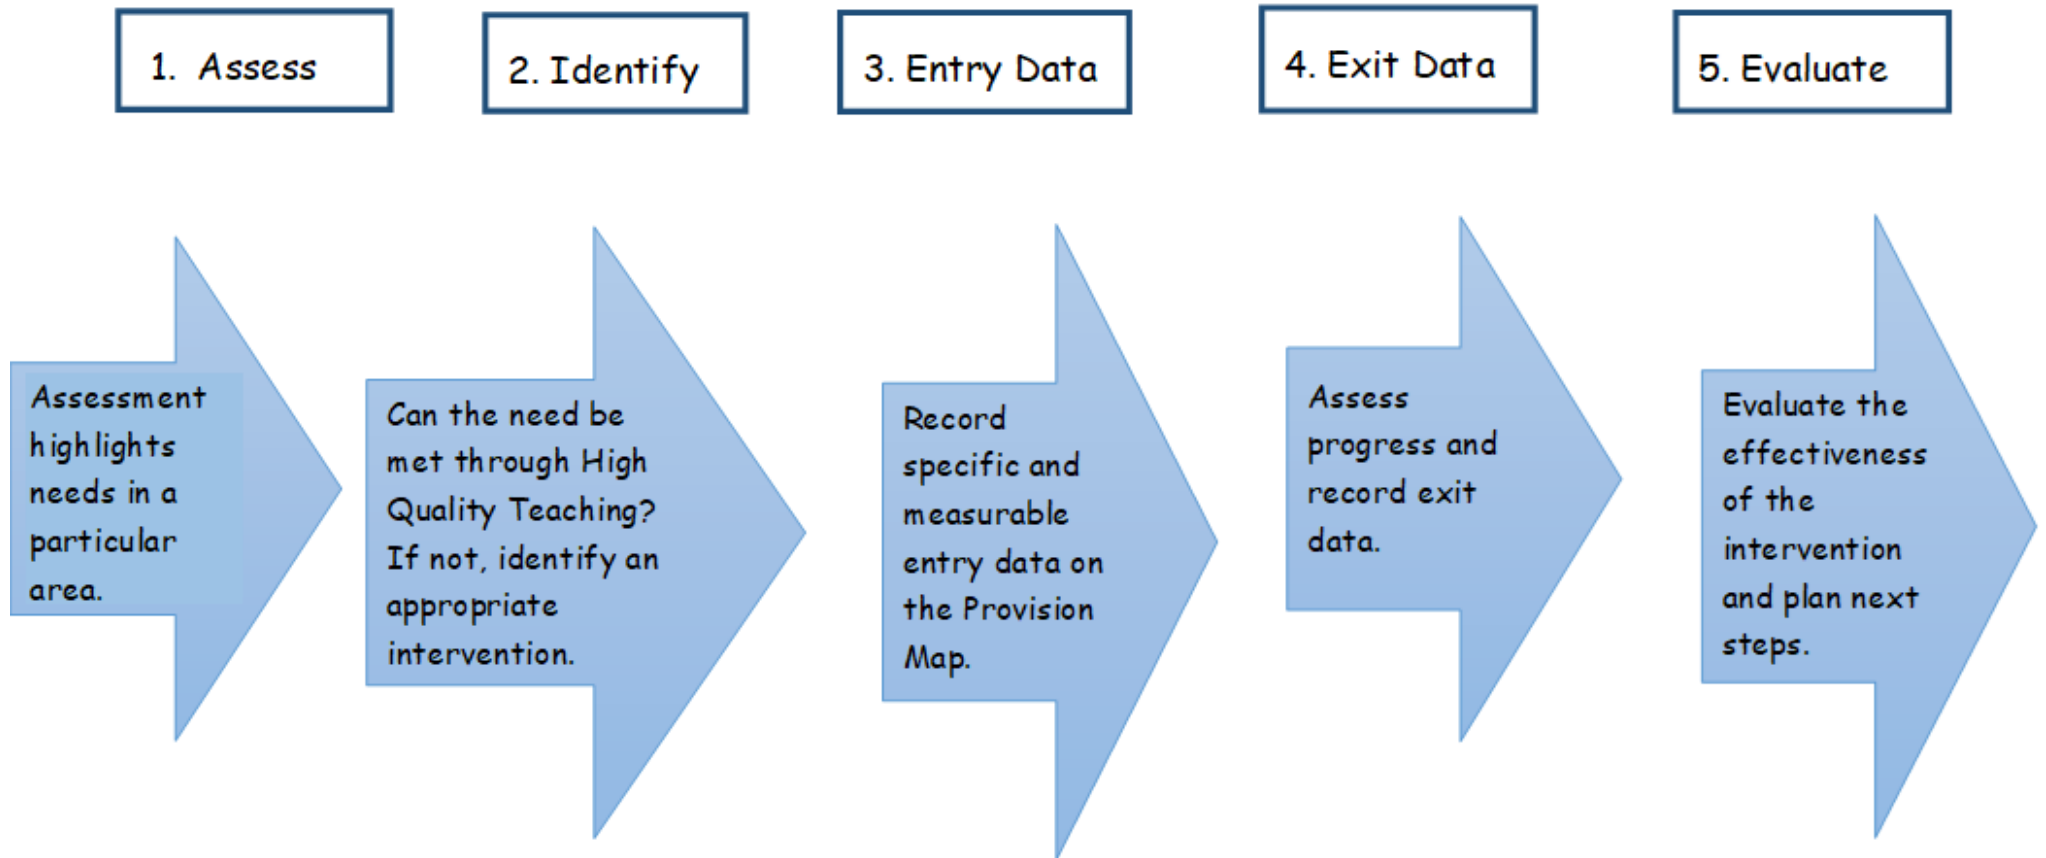 1. Assess
2. Identify
3. Entry Data
4. Exit Data
5. Evaluate
Assessment
highlights
needs in a
particular
area.
Can the need be
met through High
Quality Teaching?
If not, identify an
appropriate
intervention.
Record
specific and
measurable
entry data on
the Provision
Map.
Assess
progress and
record exit
data.
Evaluate the
effectiveness
of the
intervention
and plan next
steps.